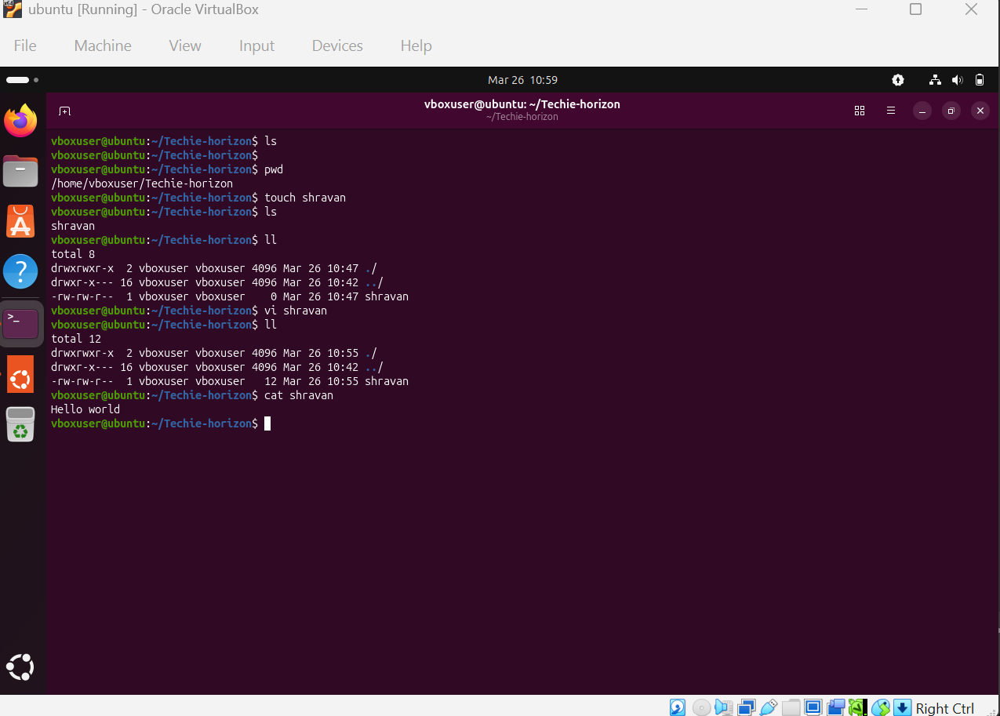 ubuntu [Running] - Oracle VirtualBox
File Machine View Input Devices Help
Mar 26 10:59
vboxuser@ubuntu: ~/Techie-horizon
~/Techie-horizon
vboxuser@ubuntu:~/Techie-horizon$ ls
vboxuser@ubuntu:~/Techie-horizon$
vboxuser@ubuntu:~/Techie-horizon$ pwd
/home/vboxuser/Techie-horizon
vboxuser@ubuntu:~/Techie-horizon$ touch shravan
vboxuser@ubuntu:~/Techie-horizon$ ls
shravan
vboxuser@ubuntu:~/Techie-horizon$ ll
total 8
drwxrwxr-x  2 vboxuser vboxuser 4096 Mar 26 10:47 ./
drwxr-x--- 16 vboxuser vboxuser 4096 Mar 26 10:42 ../
-rw-rw-r--  1 vboxuser vboxuser    0 Mar 26 10:47 shravan
vboxuser@ubuntu:~/Techie-horizon$ vi shravan
vboxuser@ubuntu:~/Techie-horizon$ ll
total 12
drwxrwxr-x  2 vboxuser vboxuser 4096 Mar 26 10:55 ./
drwxr-x--- 16 vboxuser vboxuser 4096 Mar 26 10:42 ../
-rw-rw-r--  1 vboxuser vboxuser   12 Mar 26 10:55 shravan
vboxuser@ubuntu:~/Techie-horizon$ cat shravan
Hello world
vboxuser@ubuntu:~/Techie-horizon$
Right Ctrl